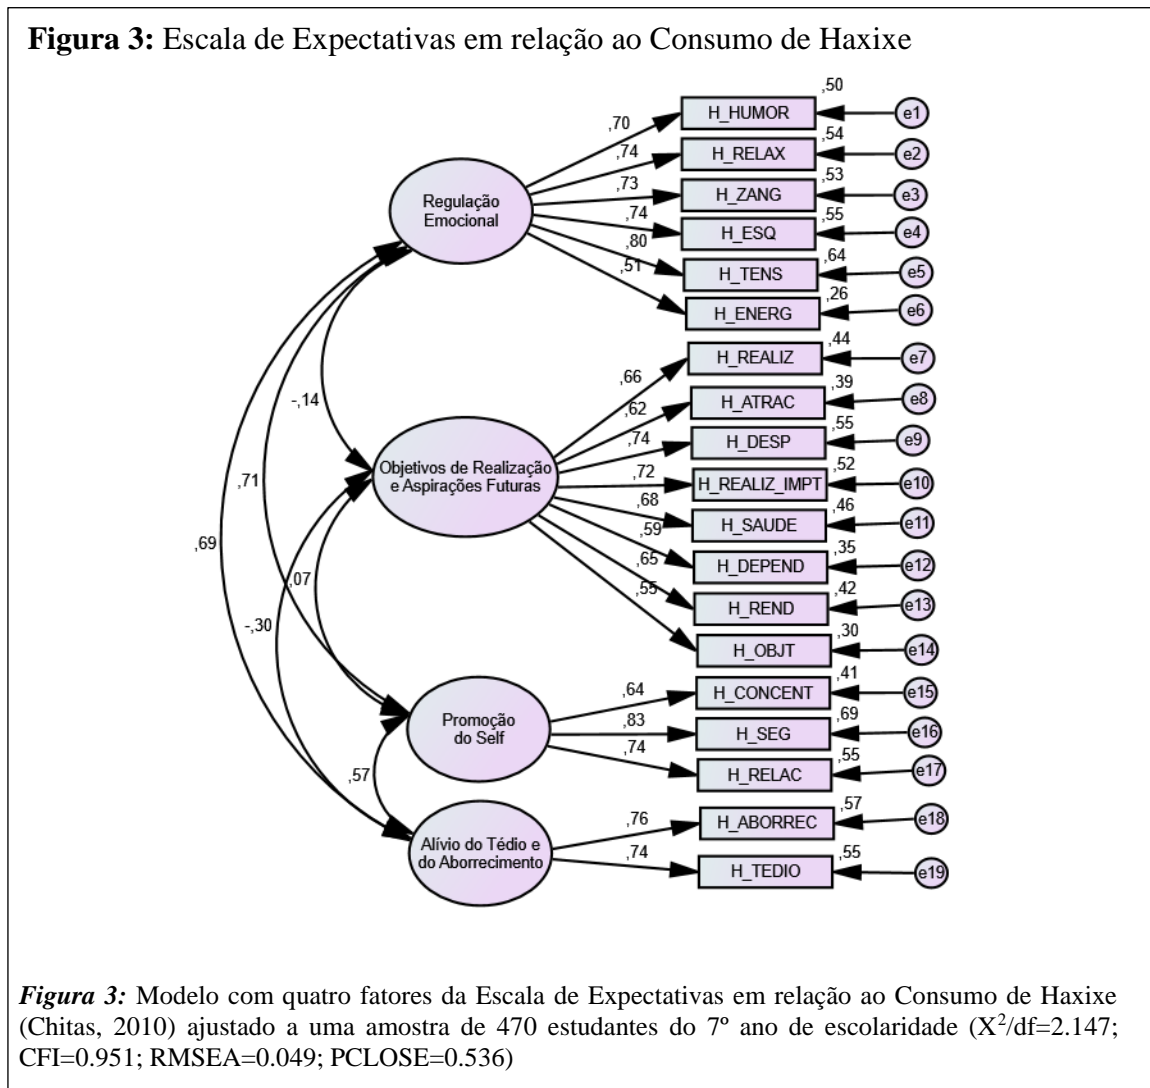 Figura 3: Escala de Expectativas em relação ao Consumo de Haxixe
,50
H_HUMOR
e1
,70
,54
H_RELAX
e2
,74
,53
H_ZANG
e3
,73
Regulação
Emocional
,55
H_ESQ
e4
,74
,64
H_TENS
e5
,80
,26
H_ENERG
e6
,51
,44
H_REALIZ
e7
,66
,39
H_ATRAC
e8
,62
-,14
,55
H_DESP
e9
,74
Objetivos de Realização
e Aspirações Futuras
,52
H_REALIZ_IMPT
e10
,72
,71
,46
H_SAUDE
e11
,68
,35
H_DEPEND
e12
,59
,69
,42
H_REND
e13
,65
,07
,30
H_OBJT
e14
,55
-,30
,41
H_CONCENT
e15
,64
Promoção
do Self
,69
H_SEG
e16
,83
,55
H_RELAC
e17
,74
,57
,57
H_ABORREC
e18
,76
Alívio do Tédio e
do Aborrecimento
,55
H_TEDIO
e19
,74
Figura 3: Modelo com quatro fatores da Escala de Expectativas em relação ao Consumo de Haxixe
(Chitas, 2010) ajustado a uma amostra de 470 estudantes do 7º ano de escolaridade (X²/df=2.147;
CFI=0.951; RMSEA=0.049; PCLOSE=0.536)